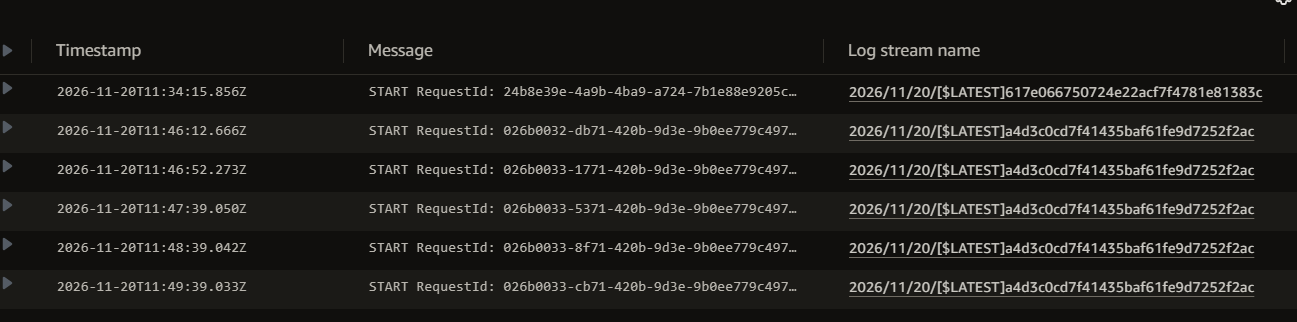 Timestamp Message Log stream name
2026-11-20T11:34:15.856Z START RequestId: 24b8e39e-4a9b-4ba9-a724-7b1e88e9205c… 2026/11/20/[$LATEST]617e066750724e22acf7f4781e81383c
2026-11-20T11:46:12.666Z START RequestId: 026b0032-db71-420b-9d3e-9b0ee779c497… 2026/11/20/[$LATEST]a4d3c0cd7f41435baf61fe9d7252f2ac
2026-11-20T11:46:52.273Z START RequestId: 026b0033-1771-420b-9d3e-9b0ee779c497… 2026/11/20/[$LATEST]a4d3c0cd7f41435baf61fe9d7252f2ac
2026-11-20T11:47:39.050Z START RequestId: 026b0033-5371-420b-9d3e-9b0ee779c497… 2026/11/20/[$LATEST]a4d3c0cd7f41435baf61fe9d7252f2ac
2026-11-20T11:48:39.042Z START RequestId: 026b0033-8f71-420b-9d3e-9b0ee779c497… 2026/11/20/[$LATEST]a4d3c0cd7f41435baf61fe9d7252f2ac
2026-11-20T11:49:39.033Z START RequestId: 026b0033-cb71-420b-9d3e-9b0ee779c497… 2026/11/20/[$LATEST]a4d3c0cd7f41435baf61fe9d7252f2ac